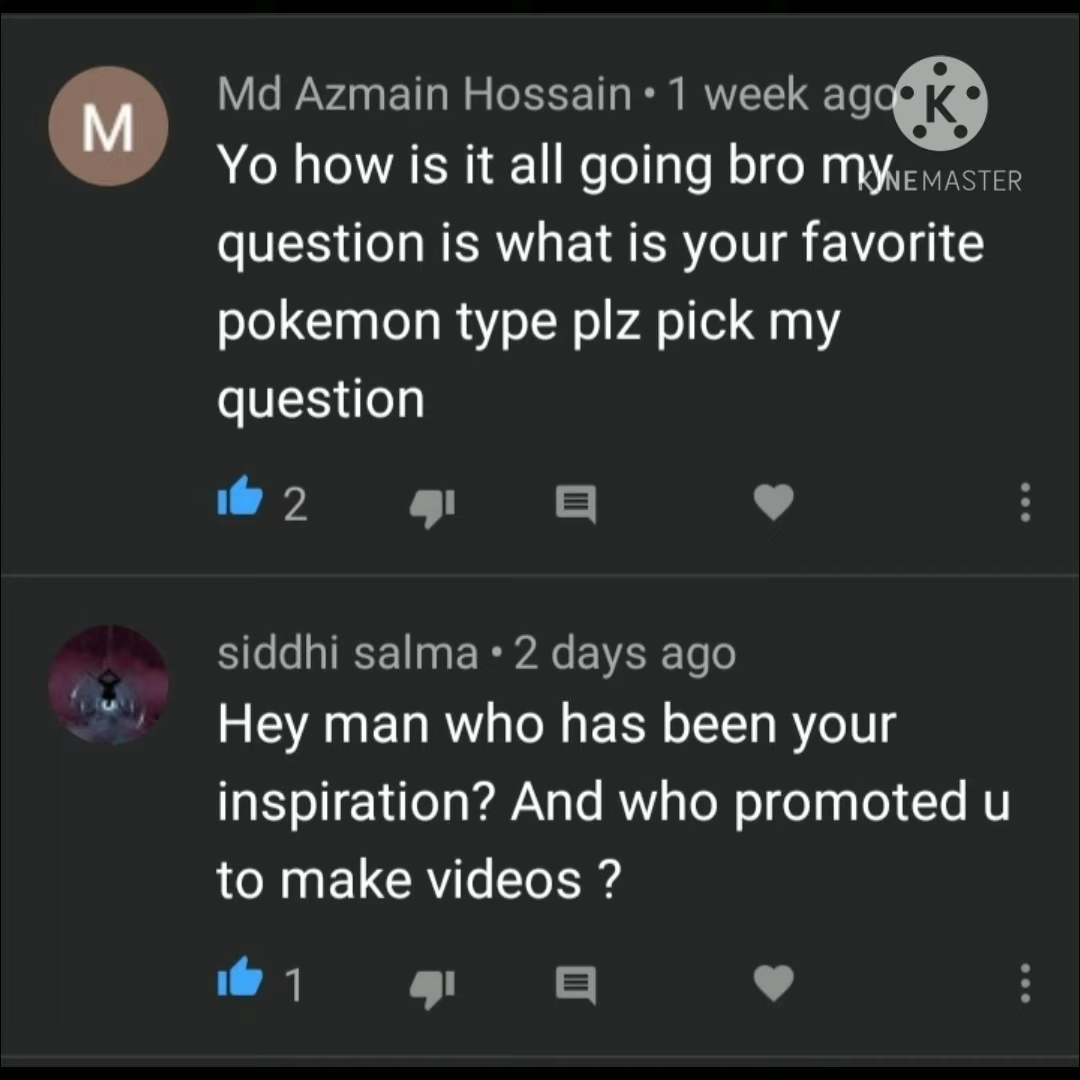 M
Md Azmain Hossain • 1 week ago
K
KINEMASTER
Yo how is it all going bro my
question is what is your favorite
pokemon type plz pick my
question
2
siddhi salma • 2 days ago
Hey man who has been your
inspiration? And who promoted u
to make videos ?
1